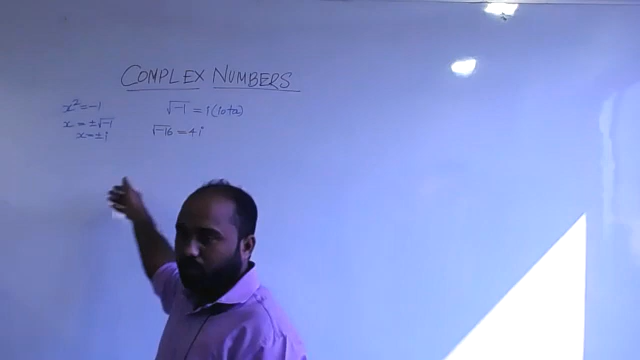 COMPLEX NUMBERS
x² = -1
x = ±√-1
x = ±i
√-1 = i (iota)
√-16 = 4i